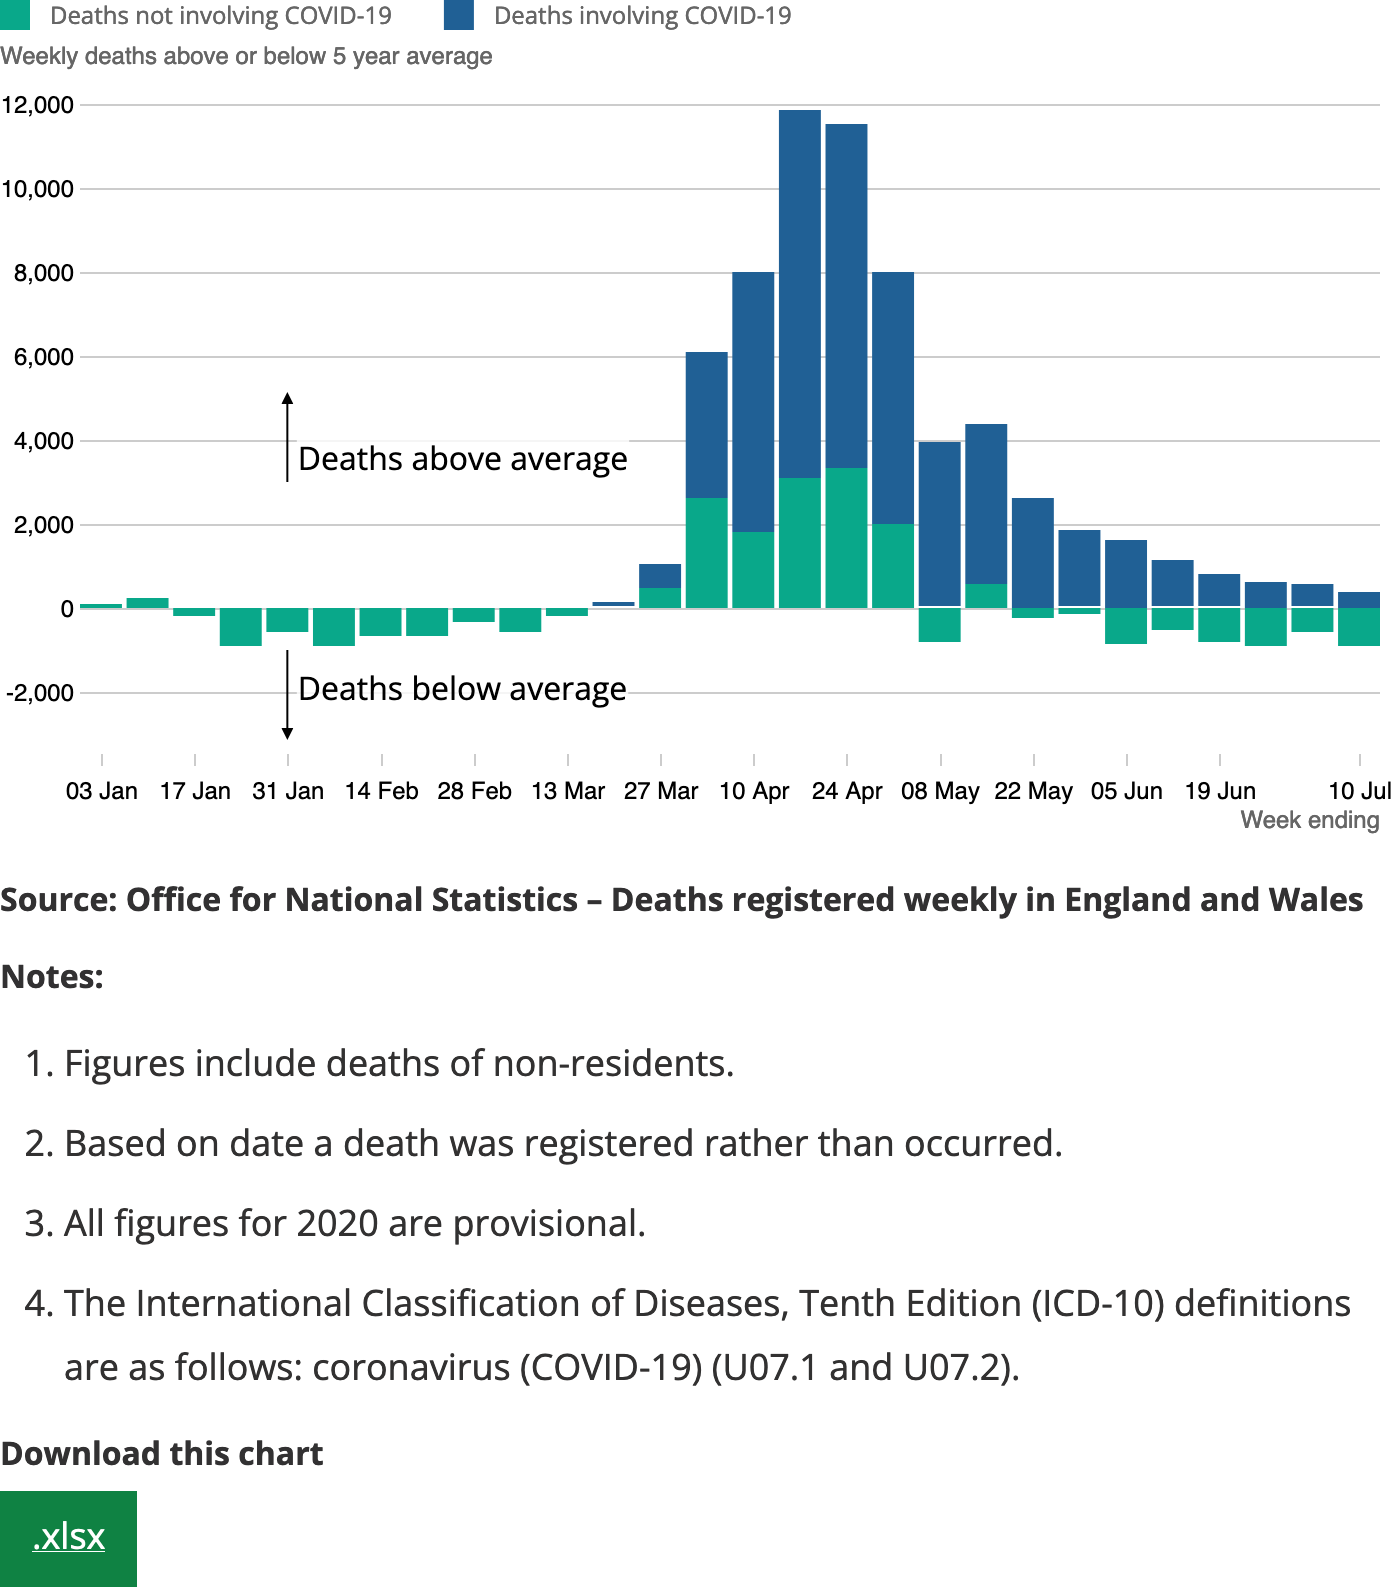 Deaths not involving COVID-19 Deaths involving COVID-19
Weekly deaths above or below 5 year average
12,000
10,000
8,000
6,000
4,000
Deaths above average
2,000
0
-2,000
Deaths below average
03 Jan 17 Jan 31 Jan 14 Feb 28 Feb 13 Mar 27 Mar 10 Apr 24 Apr 08 May 22 May 05 Jun 19 Jun 10 Jul
Week ending
Source: Office for National Statistics – Deaths registered weekly in England and Wales
Notes:
1. Figures include deaths of non-residents.
2. Based on date a death was registered rather than occurred.
3. All figures for 2020 are provisional.
4. The International Classification of Diseases, Tenth Edition (ICD-10) definitions
are as follows: coronavirus (COVID-19) (U07.1 and U07.2).
Download this chart
.xlsx